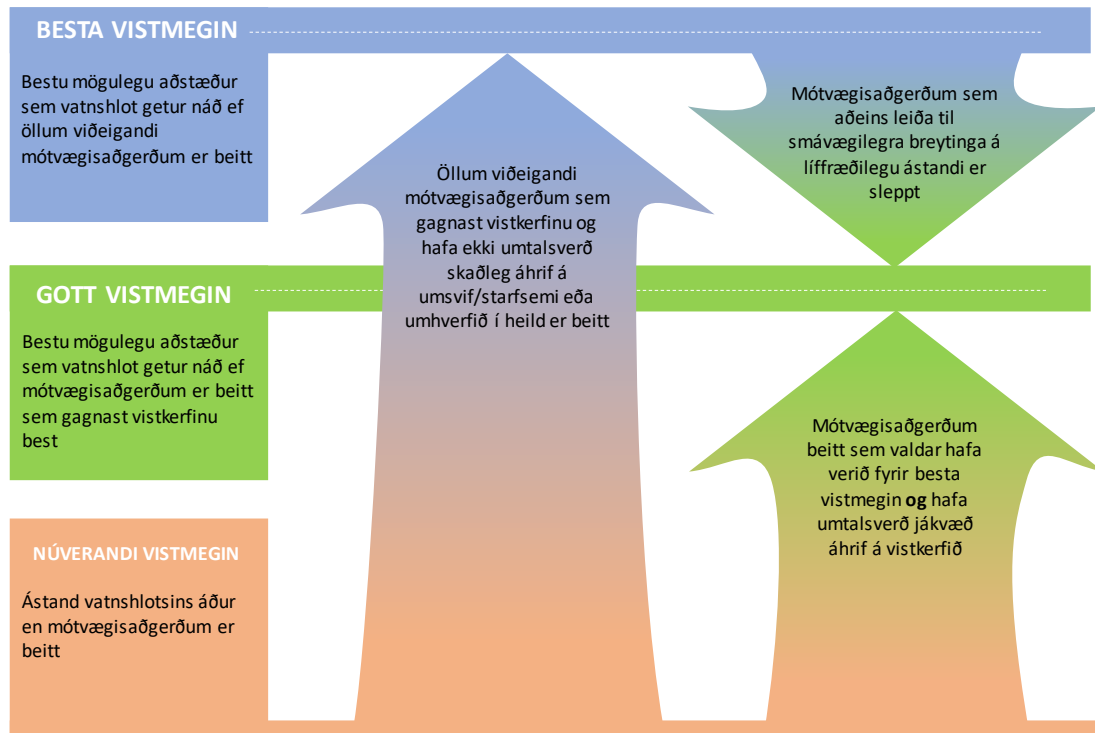 BESTA VISTMEGIN
Bestu mögulegu aðstæður
sem vatnshlot getur náð ef
öllum viðeigandi
mótvægisaðgerðum er beitt
GOTT VISTMEGIN
Bestu mögulegu aðstæður
sem vatnshlot getur náð ef
mótvægisaðgerðum er beitt
sem gagnast vistkerfinu
best
NÚVERANDI VISTMEGIN
Ástand vatnshlotsins áður
en mótvægisaðgerðum er
beitt
Öllum viðeigandi
mótvægisaðgerðum sem
gagnast vistkerfinu og
hafa ekki umtalsverð
skaðleg áhrif á
umsvif/starfsemi eða
umhverfið í heild er beitt
Mótvægisaðgerðum sem
aðeins leiða til
smávægilegra breytinga á
líffræðilegu ástandi er
sleppt
Mótvægisaðgerðum
beitt sem valdar hafa
verið fyrir besta
vistmegin og hafa
umtalsverð jákvæð
áhrif á vistkerfið